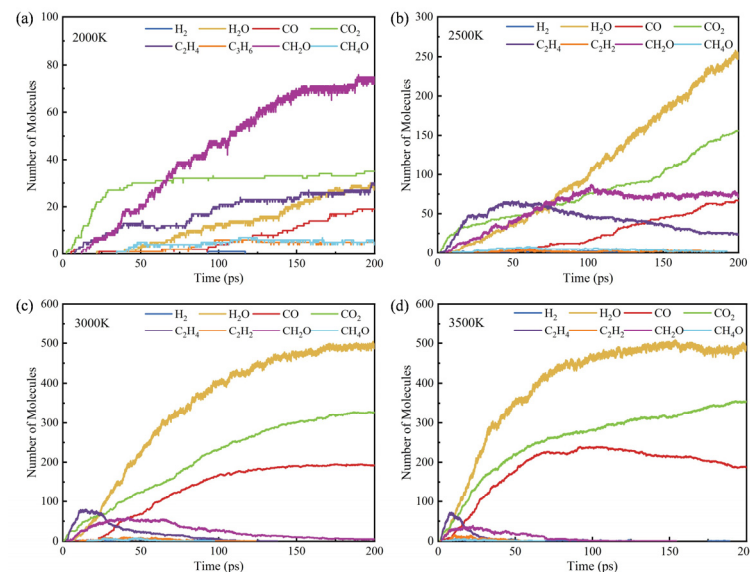 (a)
2000K
H2 H2O CO CO2
C2H4 C3H6 CH2O CH4O
Number of Molecules
100
80
60
40
20
0
0 50 100 150 200
Time (ps)
(b)
2500K
H2 H2O CO CO2
C2H4 C2H2 CH2O CH4O
Number of Molecules
300
250
200
150
100
50
0
0 50 100 150 200
Time (ps)
(c)
3000K
H2 H2O CO CO2
C2H4 C2H2 CH2O CH4O
Number of Molecules
600
500
400
300
200
100
0
0 50 100 150 200
Time (ps)
(d)
3500K
H2 H2O CO CO2
C2H4 C2H2 CH2O CH4O
Number of Molecules
600
500
400
300
200
100
0
0 50 100 150 200
Time (ps)